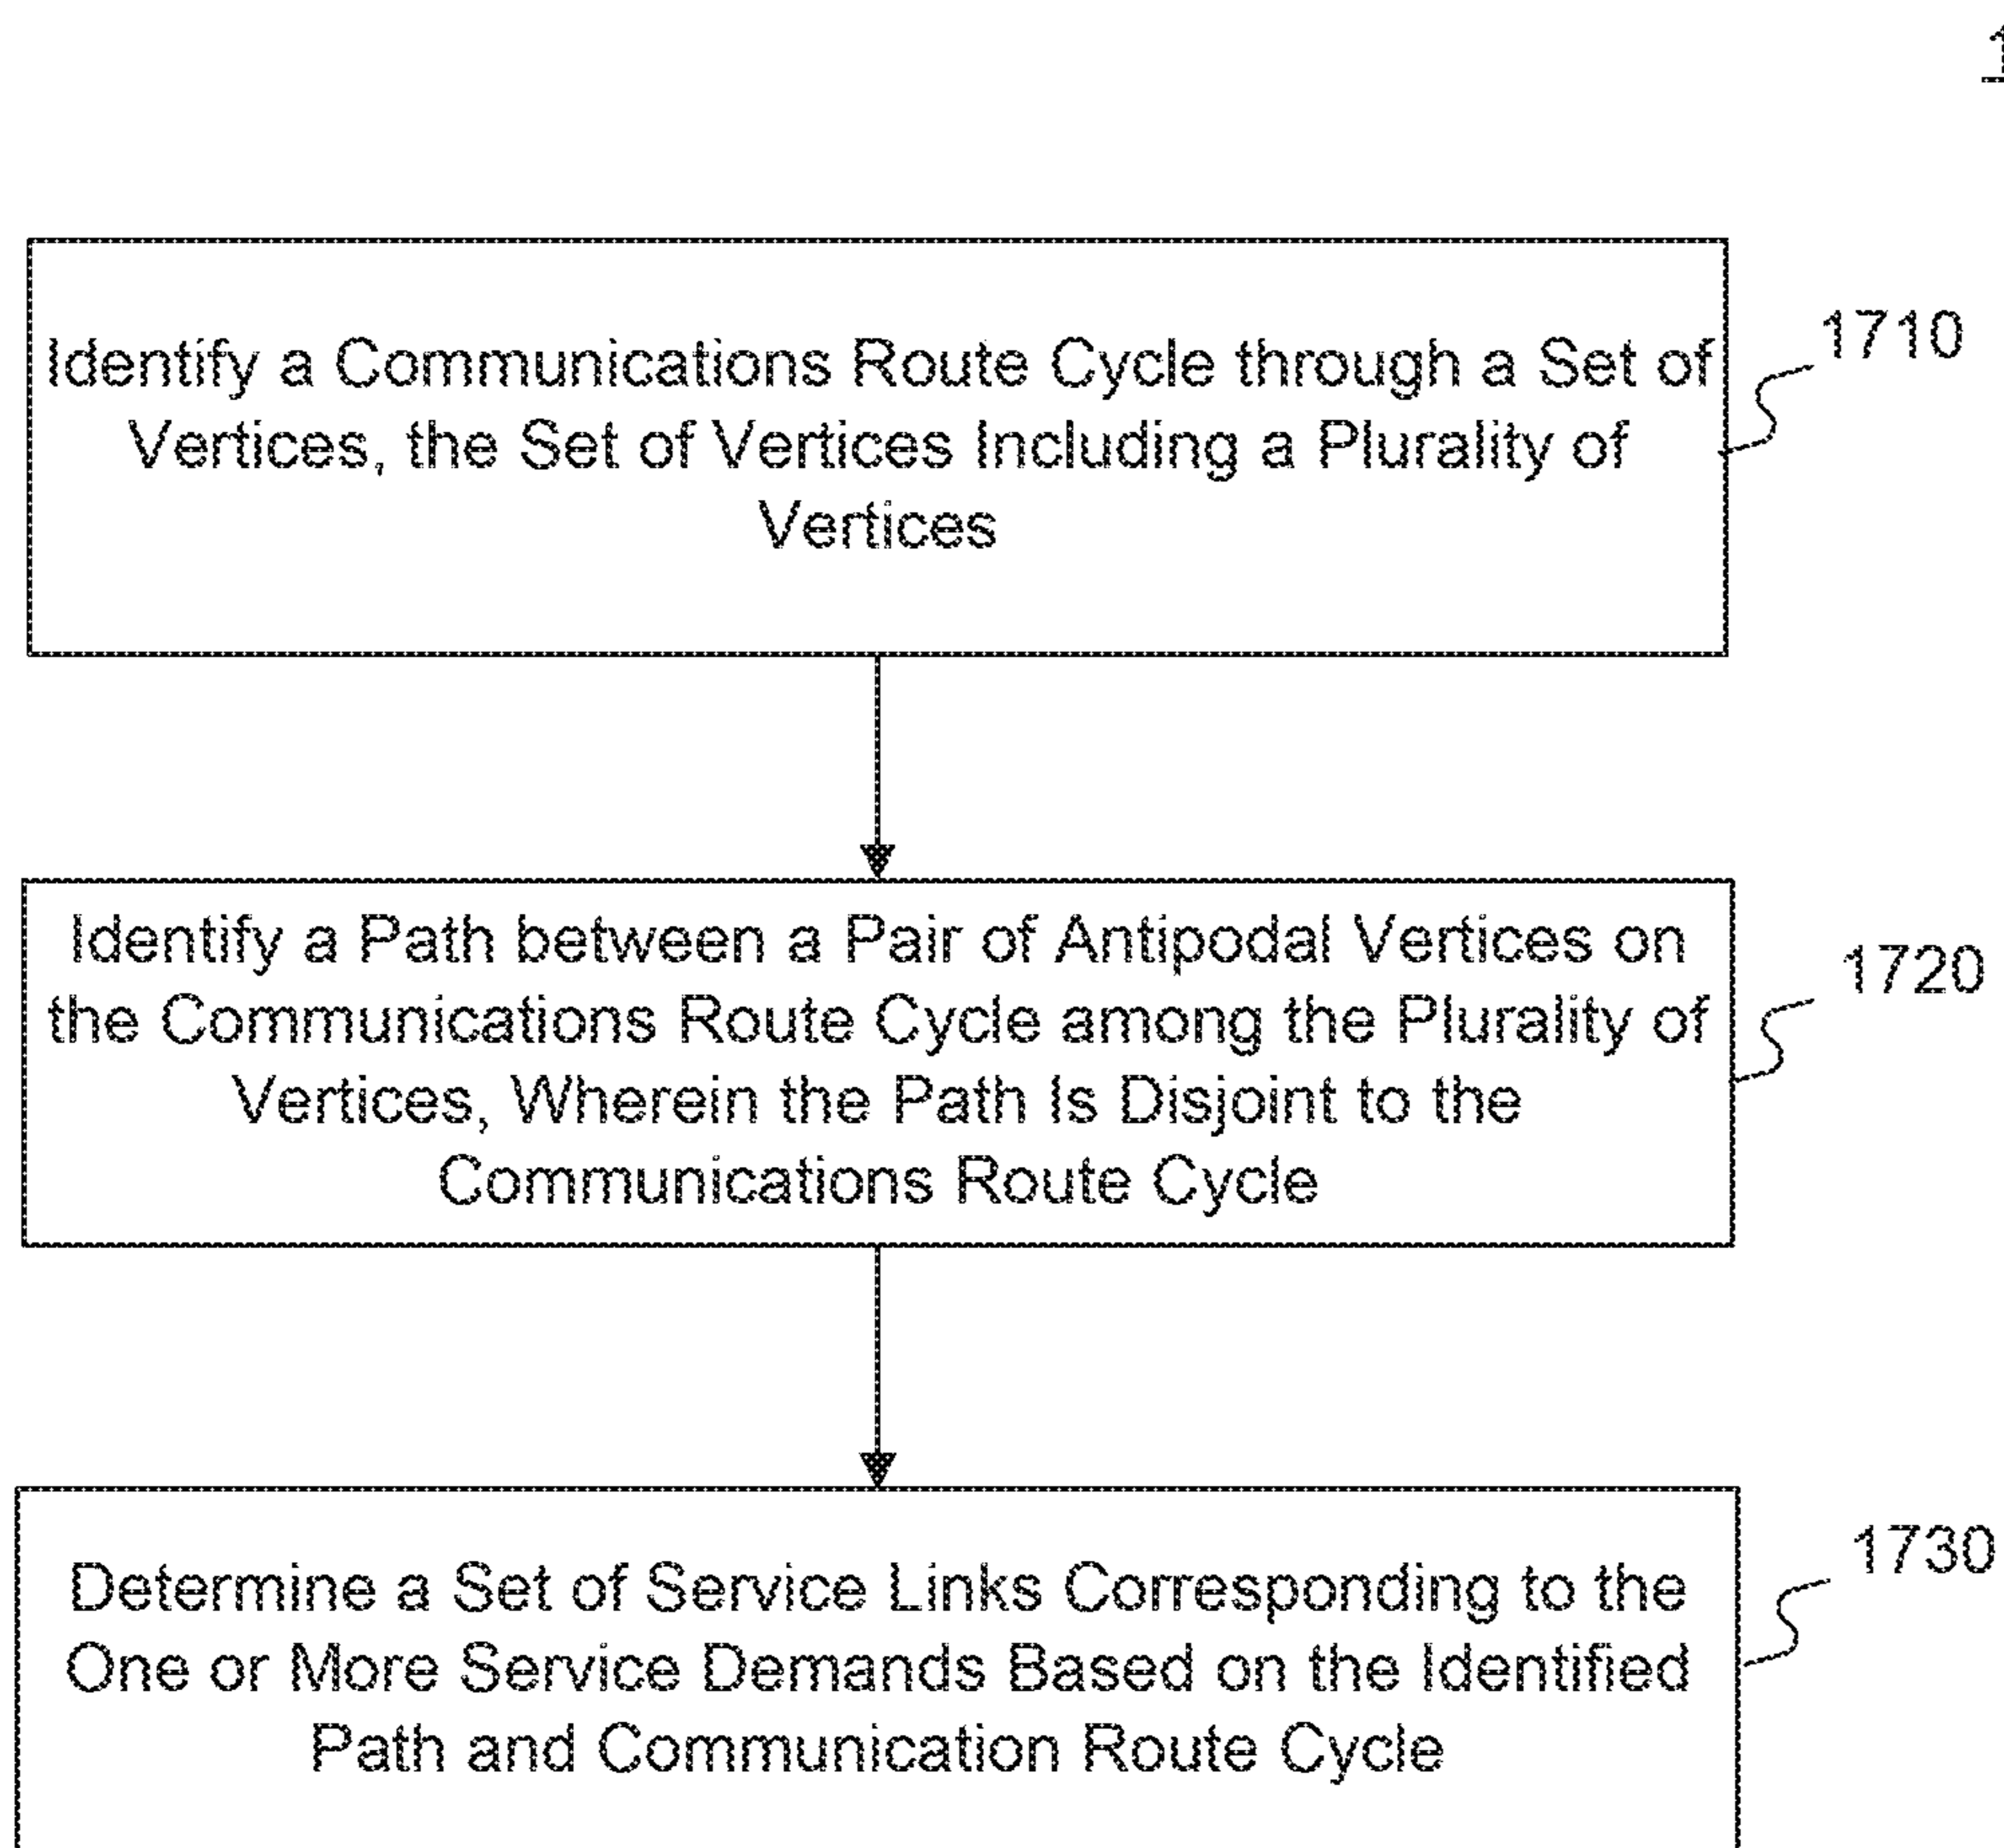 Identify a Communications Route Cycle through a Set of
Vertices, the Set of Vertices Including a Plurality of
Vertices
1710
Identify a Path between a Pair of Antipodal Vertices on
the Communications Route Cycle among the Plurality of
Vertices, Wherein the Path Is Disjoint to the
Communications Route Cycle
1720
Determine a Set of Service Links Corresponding to the
One or More Service Demands Based on the Identified
Path and Communication Route Cycle
1730